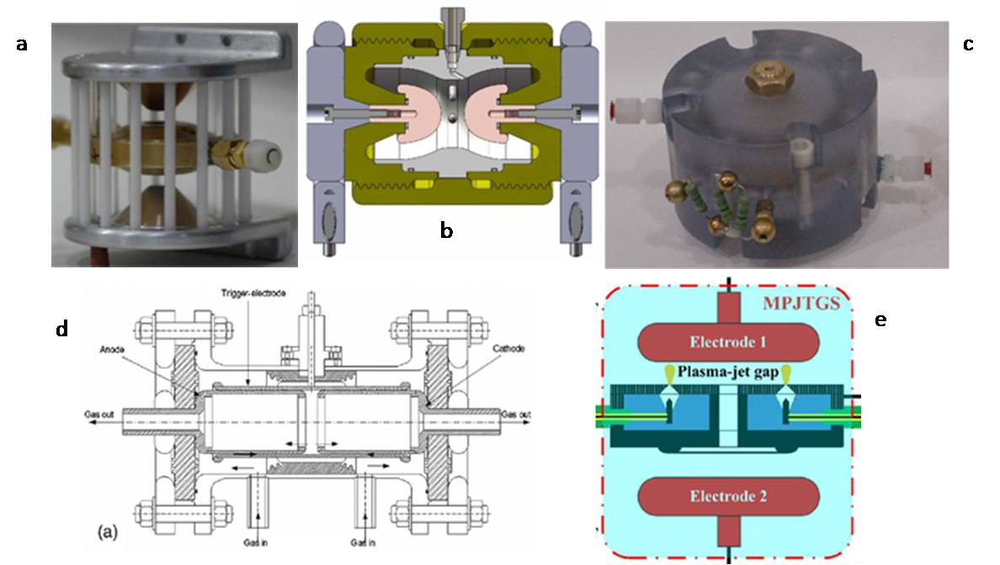 a
b
c
d
Trigger-electrode
Anode
Cathode
Gas out
Gas out
(a)
Gas in
Gas in
e
MPJTGS
Electrode 1
Plasma-jet gap
Electrode 2